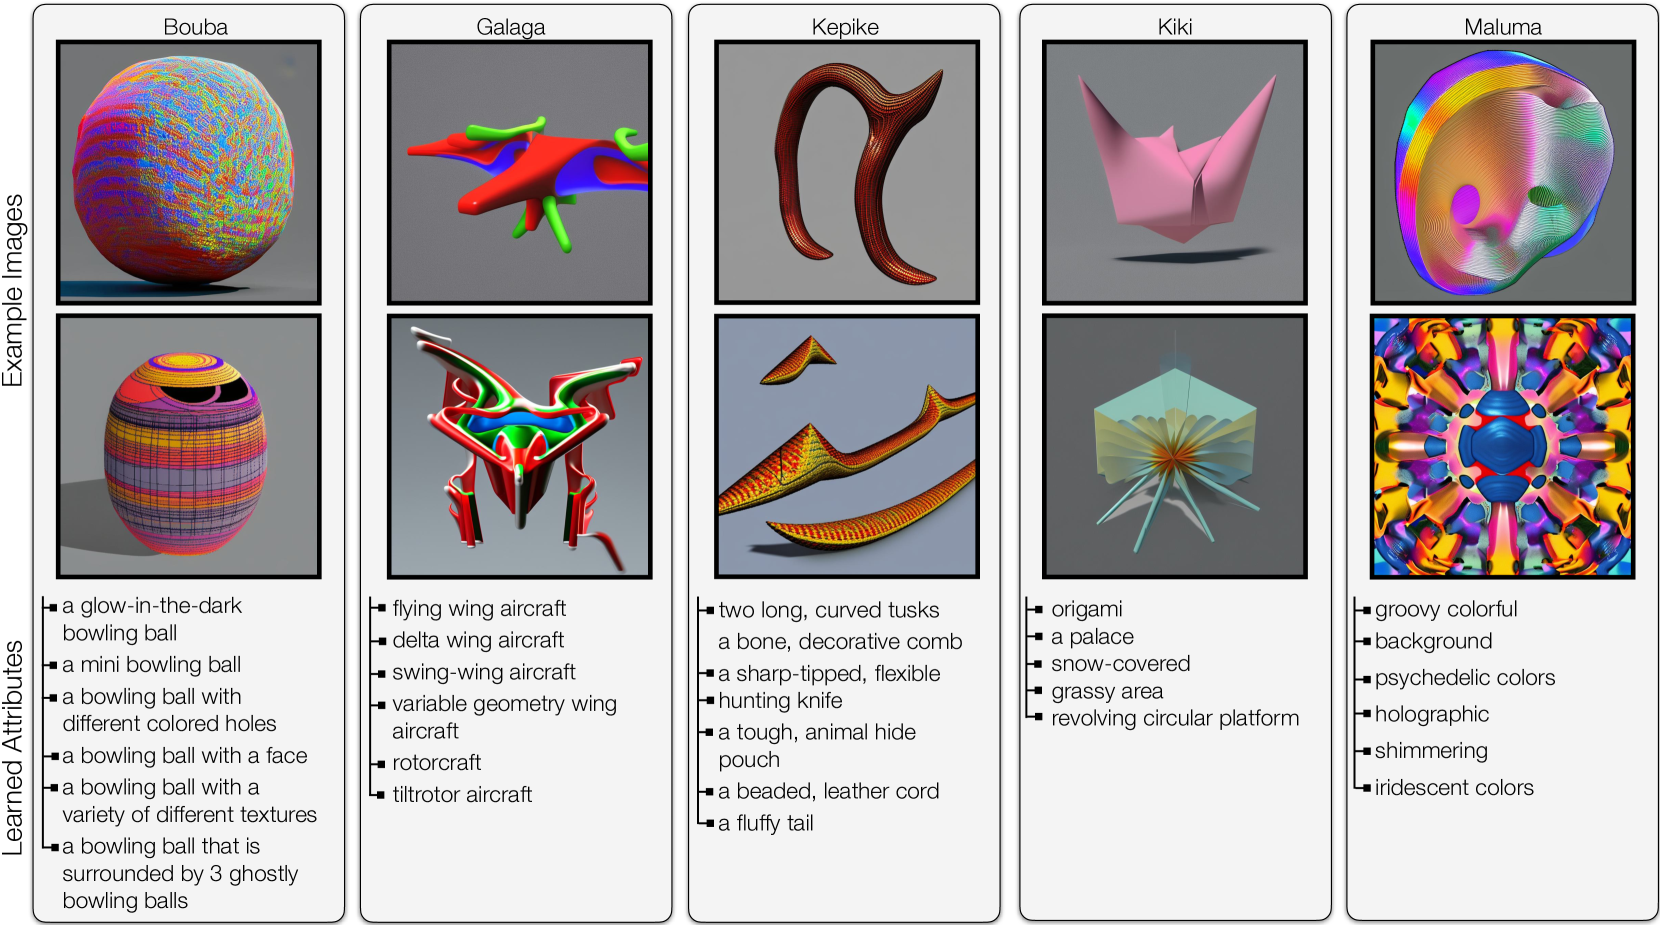 Bouba
Galaga
Kepike
Kiki
Maluma
Example Images
Learned Attributes
a glow-in-the-dark
bowling ball
a mini bowling ball
a bowling ball with
different colored holes
a bowling ball with a face
a bowling ball with a
variety of different textures
a bowling ball that is
surrounded by 3 ghostly
bowling balls
flying wing aircraft
delta wing aircraft
swing-wing aircraft
variable geometry wing
aircraft
rotorcraft
tiltrotor aircraft
two long, curved tusks
a bone, decorative comb
a sharp-tipped, flexible
hunting knife
a tough, animal hide
pouch
a beaded, leather cord
a fluffy tail
origami
a palace
snow-covered
grassy area
revolving circular platform
groovy colorful
background
psychedelic colors
holographic
shimmering
iridescent colors